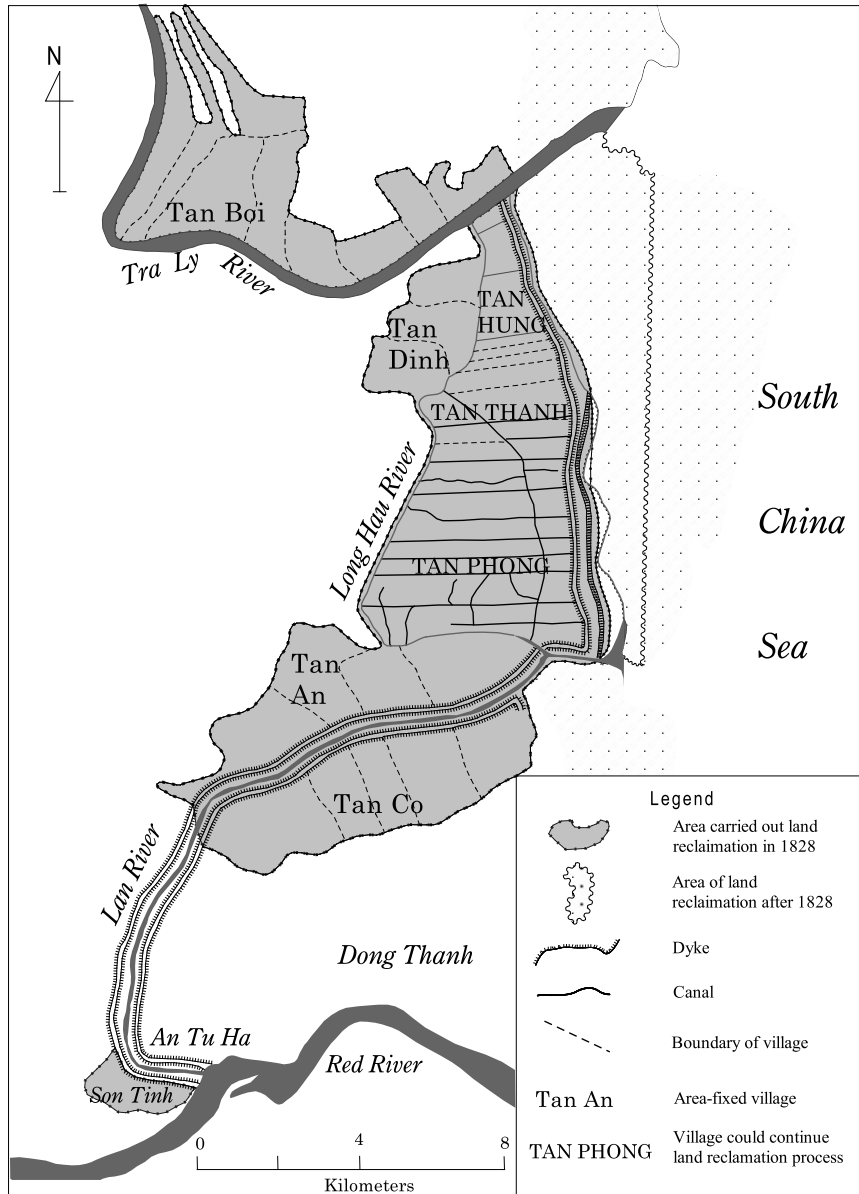 N
Tan Boi
Tra Ly River
TAN
HUNG
Tan
Dinh
South
TAN THANH
Long Hau River
China
TAN PHONG
Sea
Tan
An
Tan Co
Lan River
Dong Thanh
An Tu Ha
Red River
Son Tinh
0 4 8
Kilometers
Legend
Area carried out land
reclaimation in 1828
Area of land
reclaimation after 1828
Dyke
Canal
Boundary of village
Tan An Area-fixed village
TAN PHONG Village could continue
land reclamation process